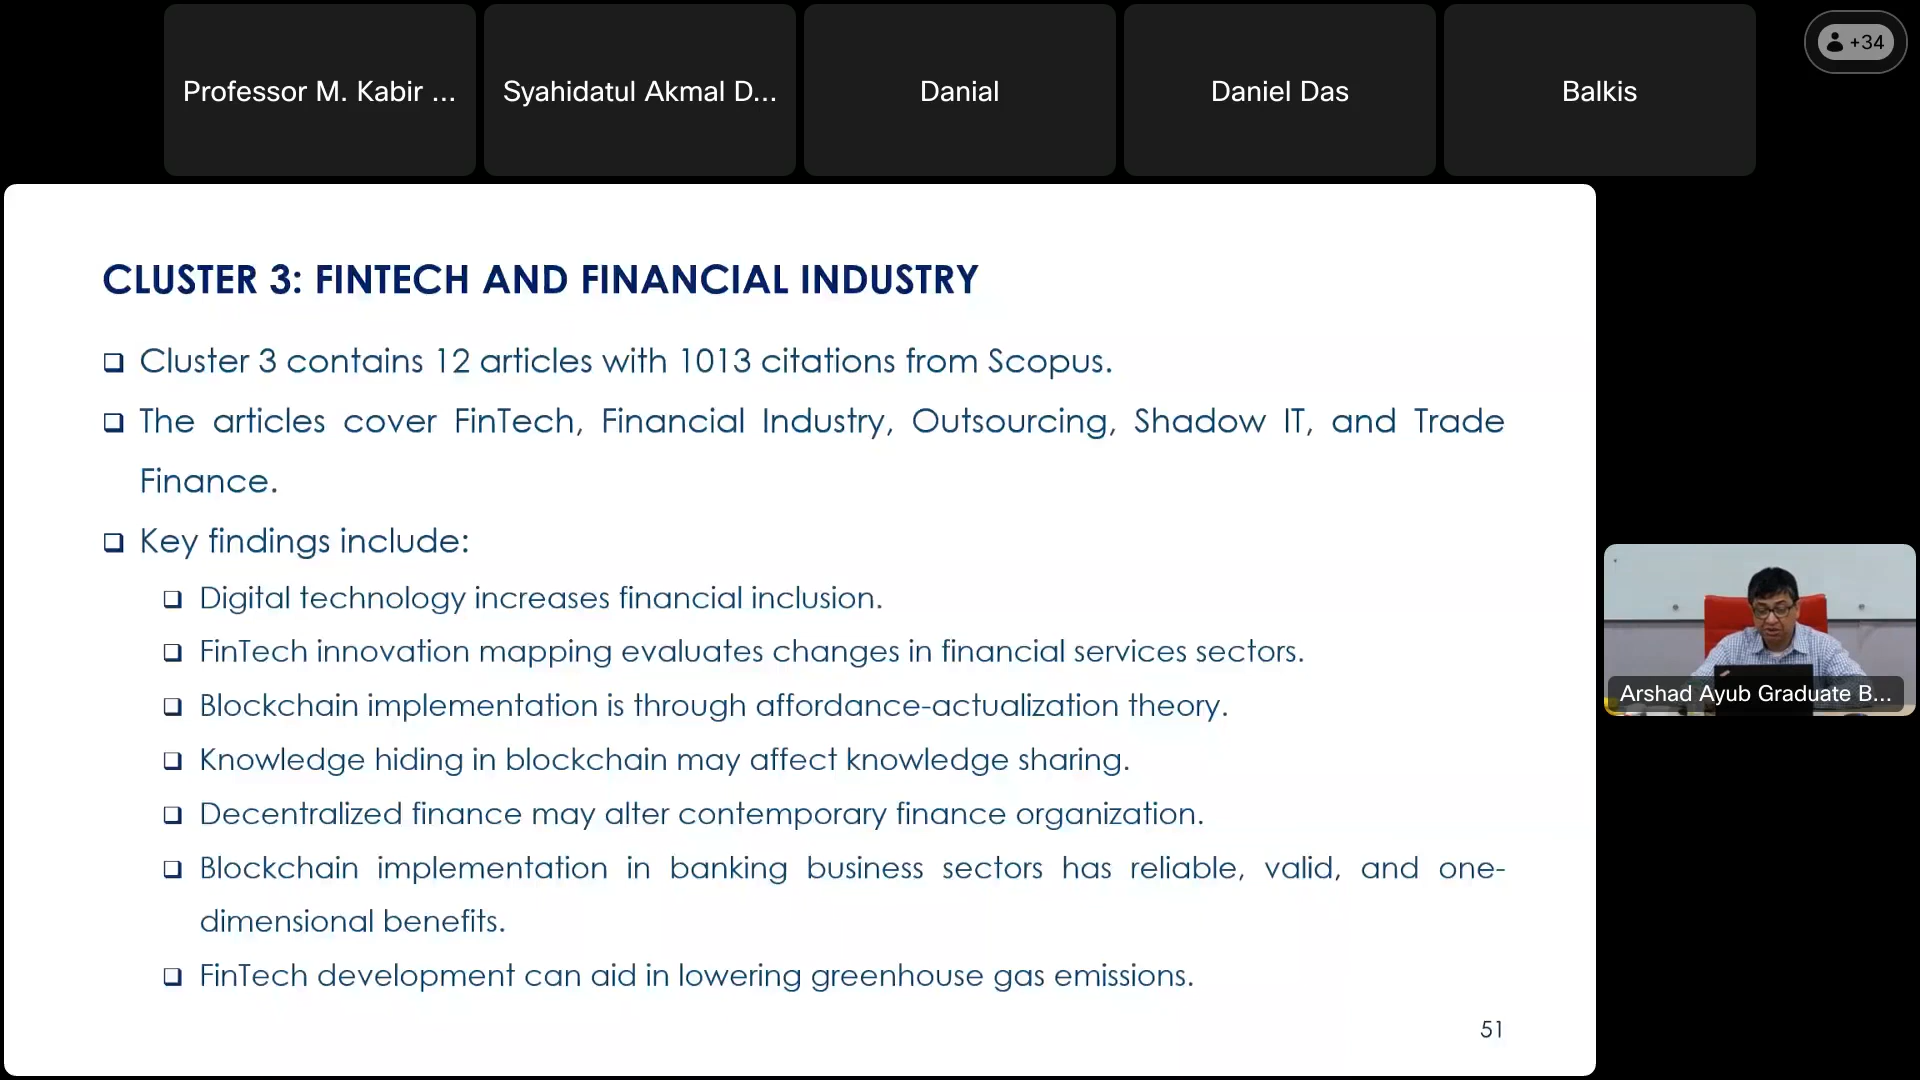 Professor M. Kabir ...
Syahidatul Akmal D...
Danial
Daniel Das
Balkis
+34
CLUSTER 3: FINTECH AND FINANCIAL INDUSTRY
❑ Cluster 3 contains 12 articles with 1013 citations from Scopus.
❑ The articles cover FinTech, Financial Industry, Outsourcing, Shadow IT, and Trade
Finance.
❑ Key findings include:
❑ Digital technology increases financial inclusion.
❑ FinTech innovation mapping evaluates changes in financial services sectors.
❑ Blockchain implementation is through affordance-actualization theory.
❑ Knowledge hiding in blockchain may affect knowledge sharing.
❑ Decentralized finance may alter contemporary finance organization.
❑ Blockchain implementation in banking business sectors has reliable, valid, and one-
dimensional benefits.
❑ FinTech development can aid in lowering greenhouse gas emissions.
51
Arshad Ayub Graduate B...